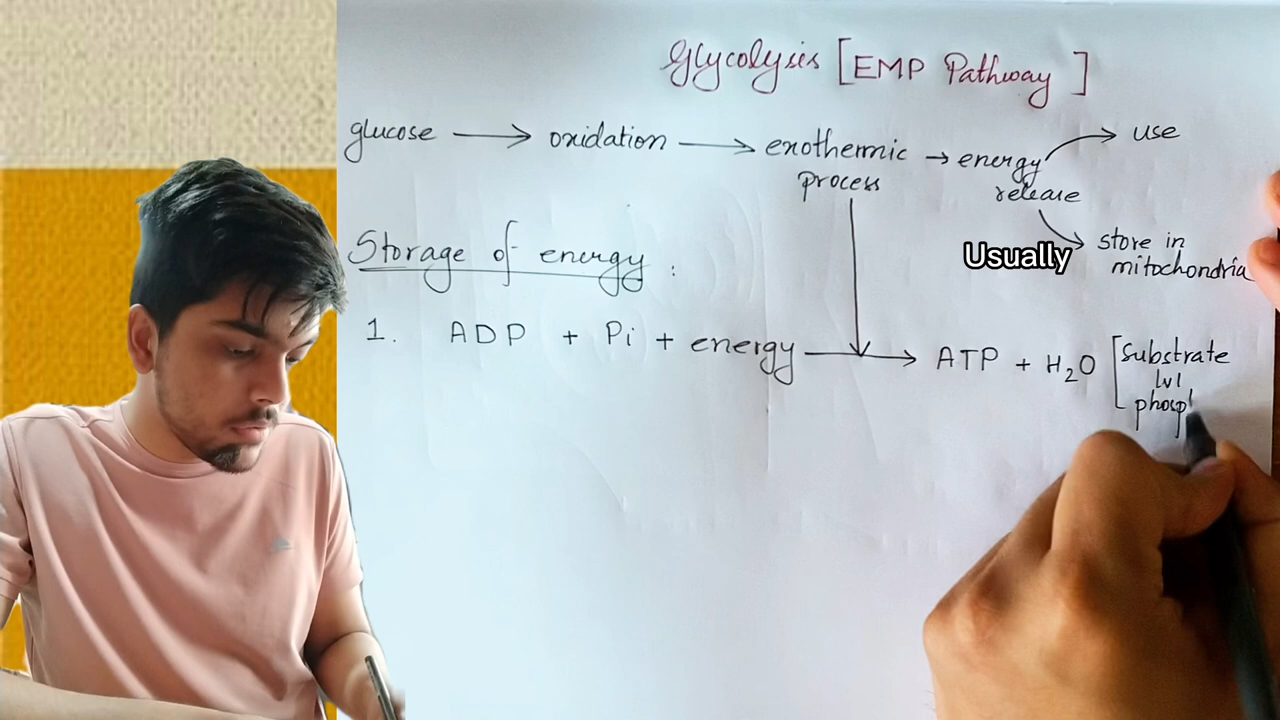 Glycolysis [EMP Pathway]
glucose → oxidation → exothermic process → energy release
use
store in mitochondria
Usually
Storage of energy :
1. ADP + Pi + energy → ATP + H₂O [Substrate
lvl
phosph